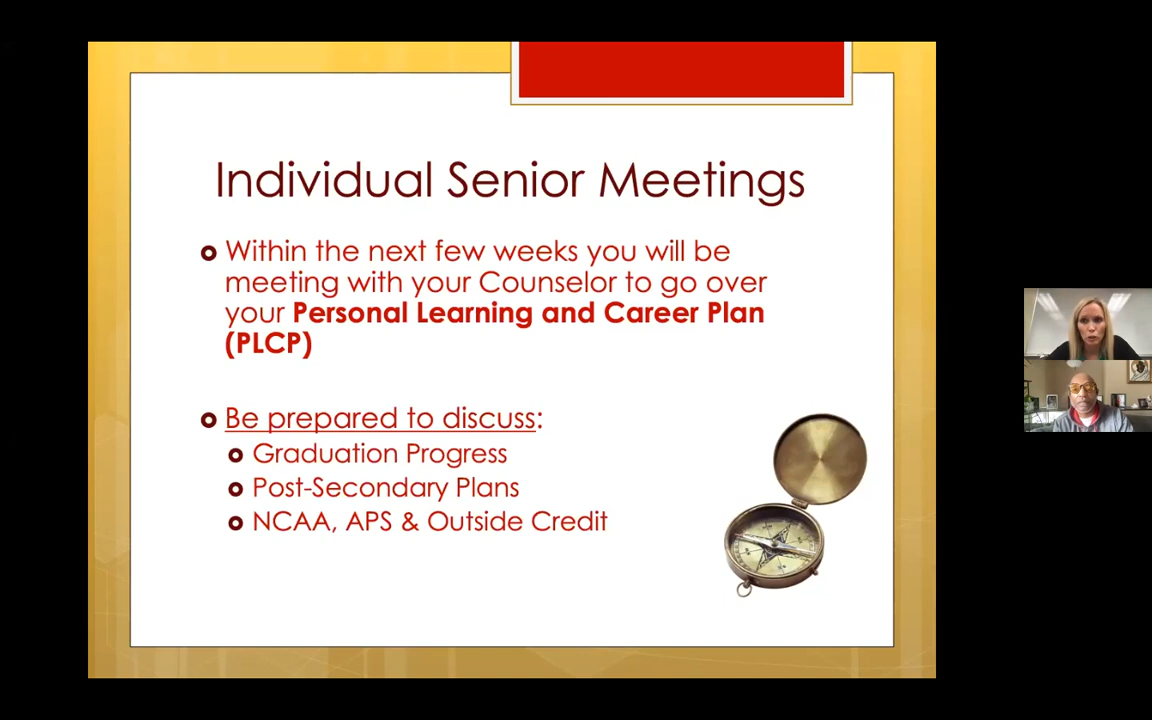 Individual Senior Meetings
Within the next few weeks you will be
meeting with your Counselor to go over
your Personal Learning and Career Plan
(PLCP)
Be prepared to discuss:
Graduation Progress
Post-Secondary Plans
NCAA, APS & Outside Credit